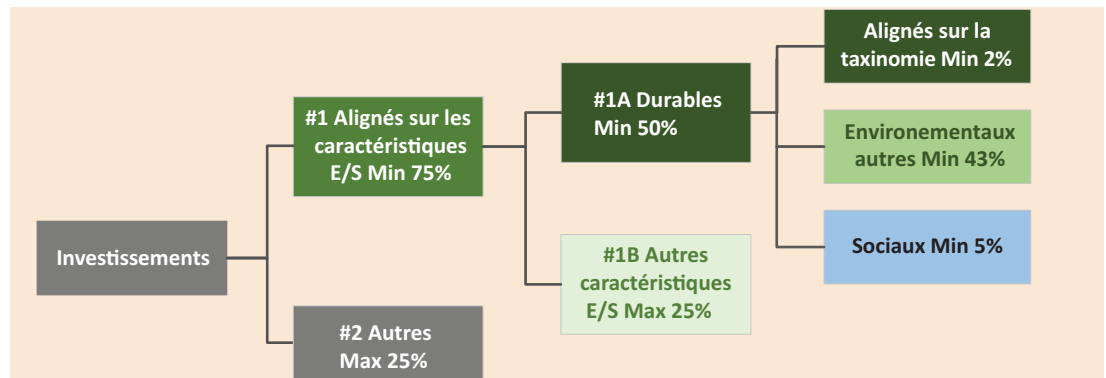 Investissements
#1 Alignés sur les
caractéristiques
E/S Min 75%
#2 Autres
Max 25%
#1A Durables
Min 50%
#1B Autres
caractéristiques
E/S Max 25%
Alignés sur la
taxinomie Min 2%
Environementaux
autres Min 43%
Sociaux Min 5%